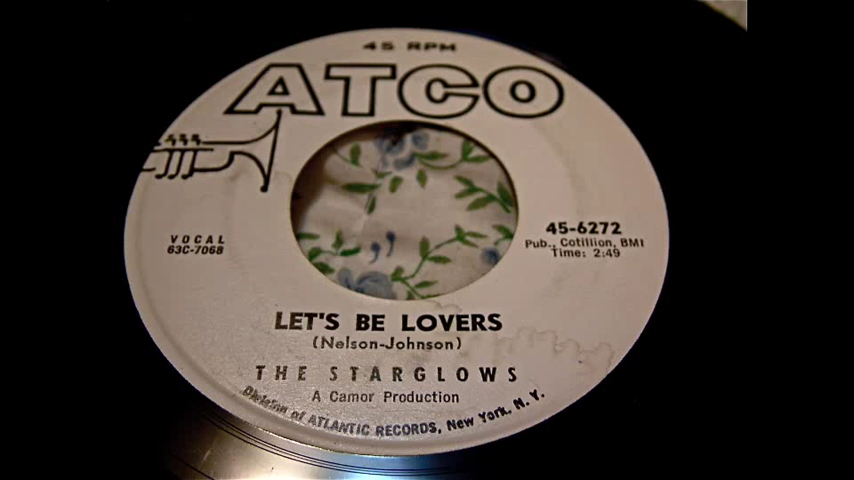 45 RPM
ATCO
VOCAL
63C-7068
45-6272
Pub., Cotillion, BMI
Time: 2:49
LET'S BE LOVERS
(Nelson-Johnson)
THE STARGLOWS
A Camor Production
Division of ATLANTIC RECORDS, New York, N. Y.